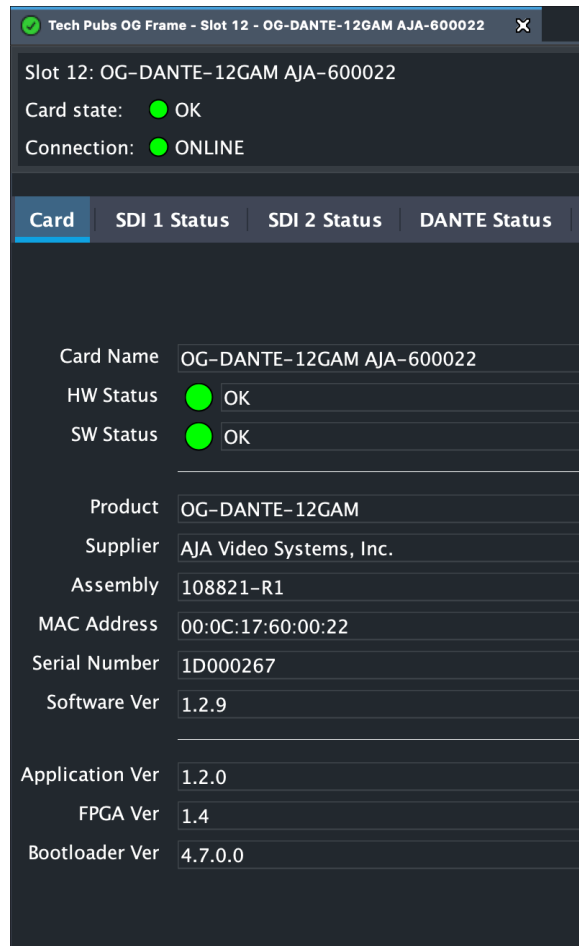 Tech Pubs OG Frame - Slot 12 - OG-DANTE-12GAM AJA-600022
Slot 12: OG-DANTE-12GAM AJA-600022
Card state: OK
Connection: ONLINE
Card SDI 1 Status SDI 2 Status DANTE Status
Card Name OG-DANTE-12GAM AJA-600022
HW Status OK
SW Status OK
Product OG-DANTE-12GAM
Supplier AJA Video Systems, Inc.
Assembly 108821-R1
MAC Address 00:0C:17:60:00:22
Serial Number 1D000267
Software Ver 1.2.9
Application Ver 1.2.0
FPGA Ver 1.4
Bootloader Ver 4.7.0.0